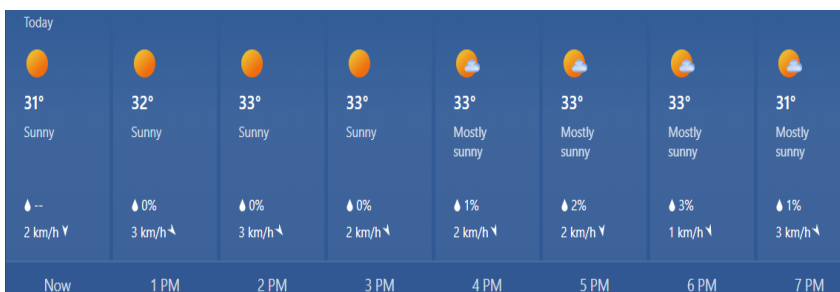 Today
31° 32° 33° 33° 33° 33° 33° 31°
Sunny Sunny Sunny Sunny Mostly sunny Mostly sunny Mostly sunny Mostly sunny
-- 0% 0% 0% 1% 2% 3% 1%
2 km/h 3 km/h 3 km/h 2 km/h 2 km/h 2 km/h 1 km/h 3 km/h
Now 1 PM 2 PM 3 PM 4 PM 5 PM 6 PM 7 PM